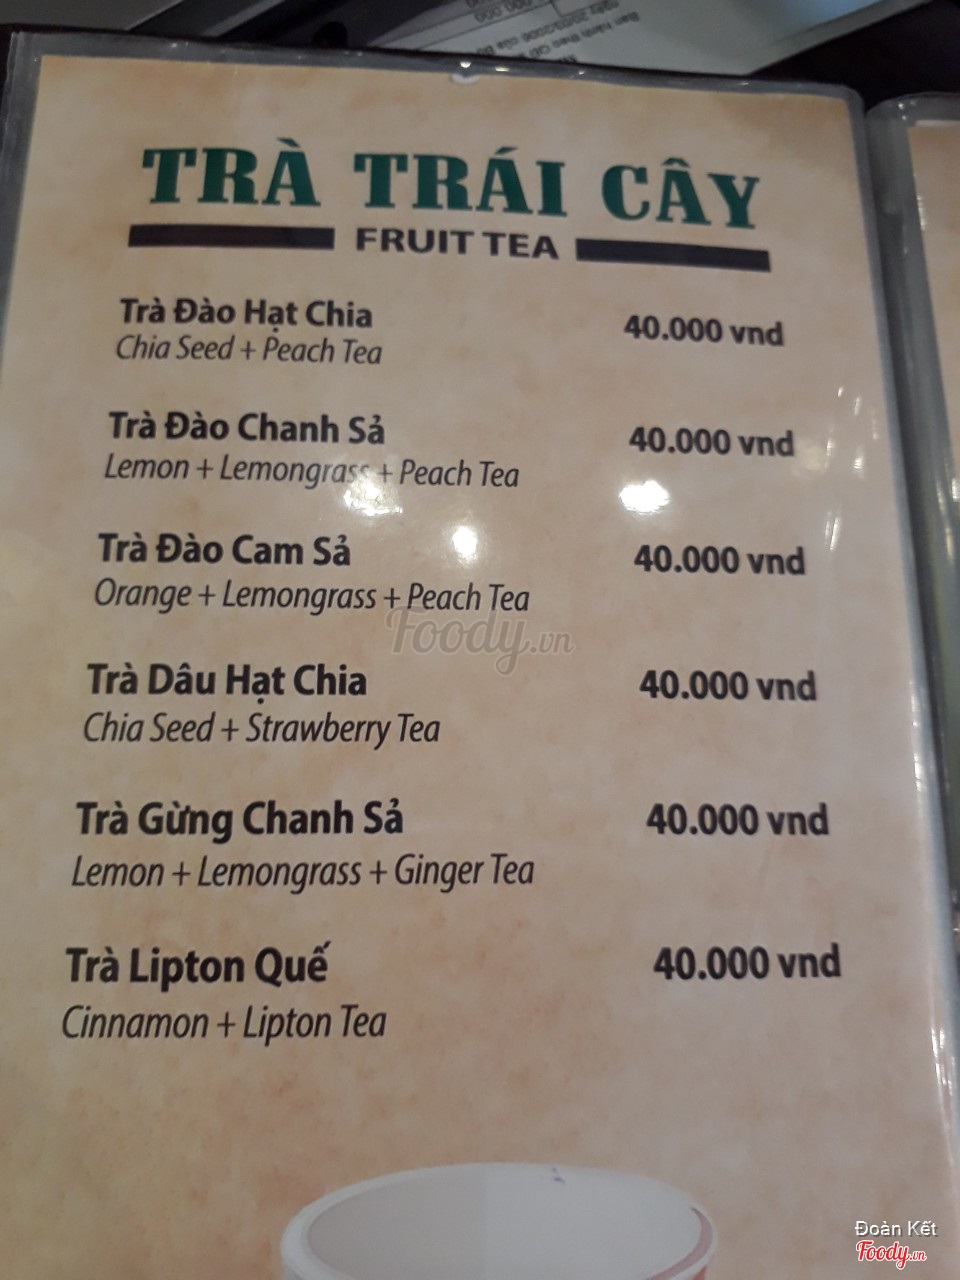 TRÀ TRÁI CÂY
FRUIT TEA
Trà Đào Hạt Chia 40.000 vnd
Chia Seed + Peach Tea
Trà Đào Chanh Sả 40.000 vnd
Lemon + Lemongrass + Peach Tea
Trà Đào Cam Sả 40.000 vnd
Orange + Lemongrass + Peach Tea
Foody.vn
Trà Dâu Hạt Chia 40.000 vnd
Chia Seed + Strawberry Tea
Trà Gừng Chanh Sả 40.000 vnd
Lemon + Lemongrass + Ginger Tea
Trà Lipton Quế 40.000 vnd
Cinnamon + Lipton Tea
Đoàn Kết
Foody.vn